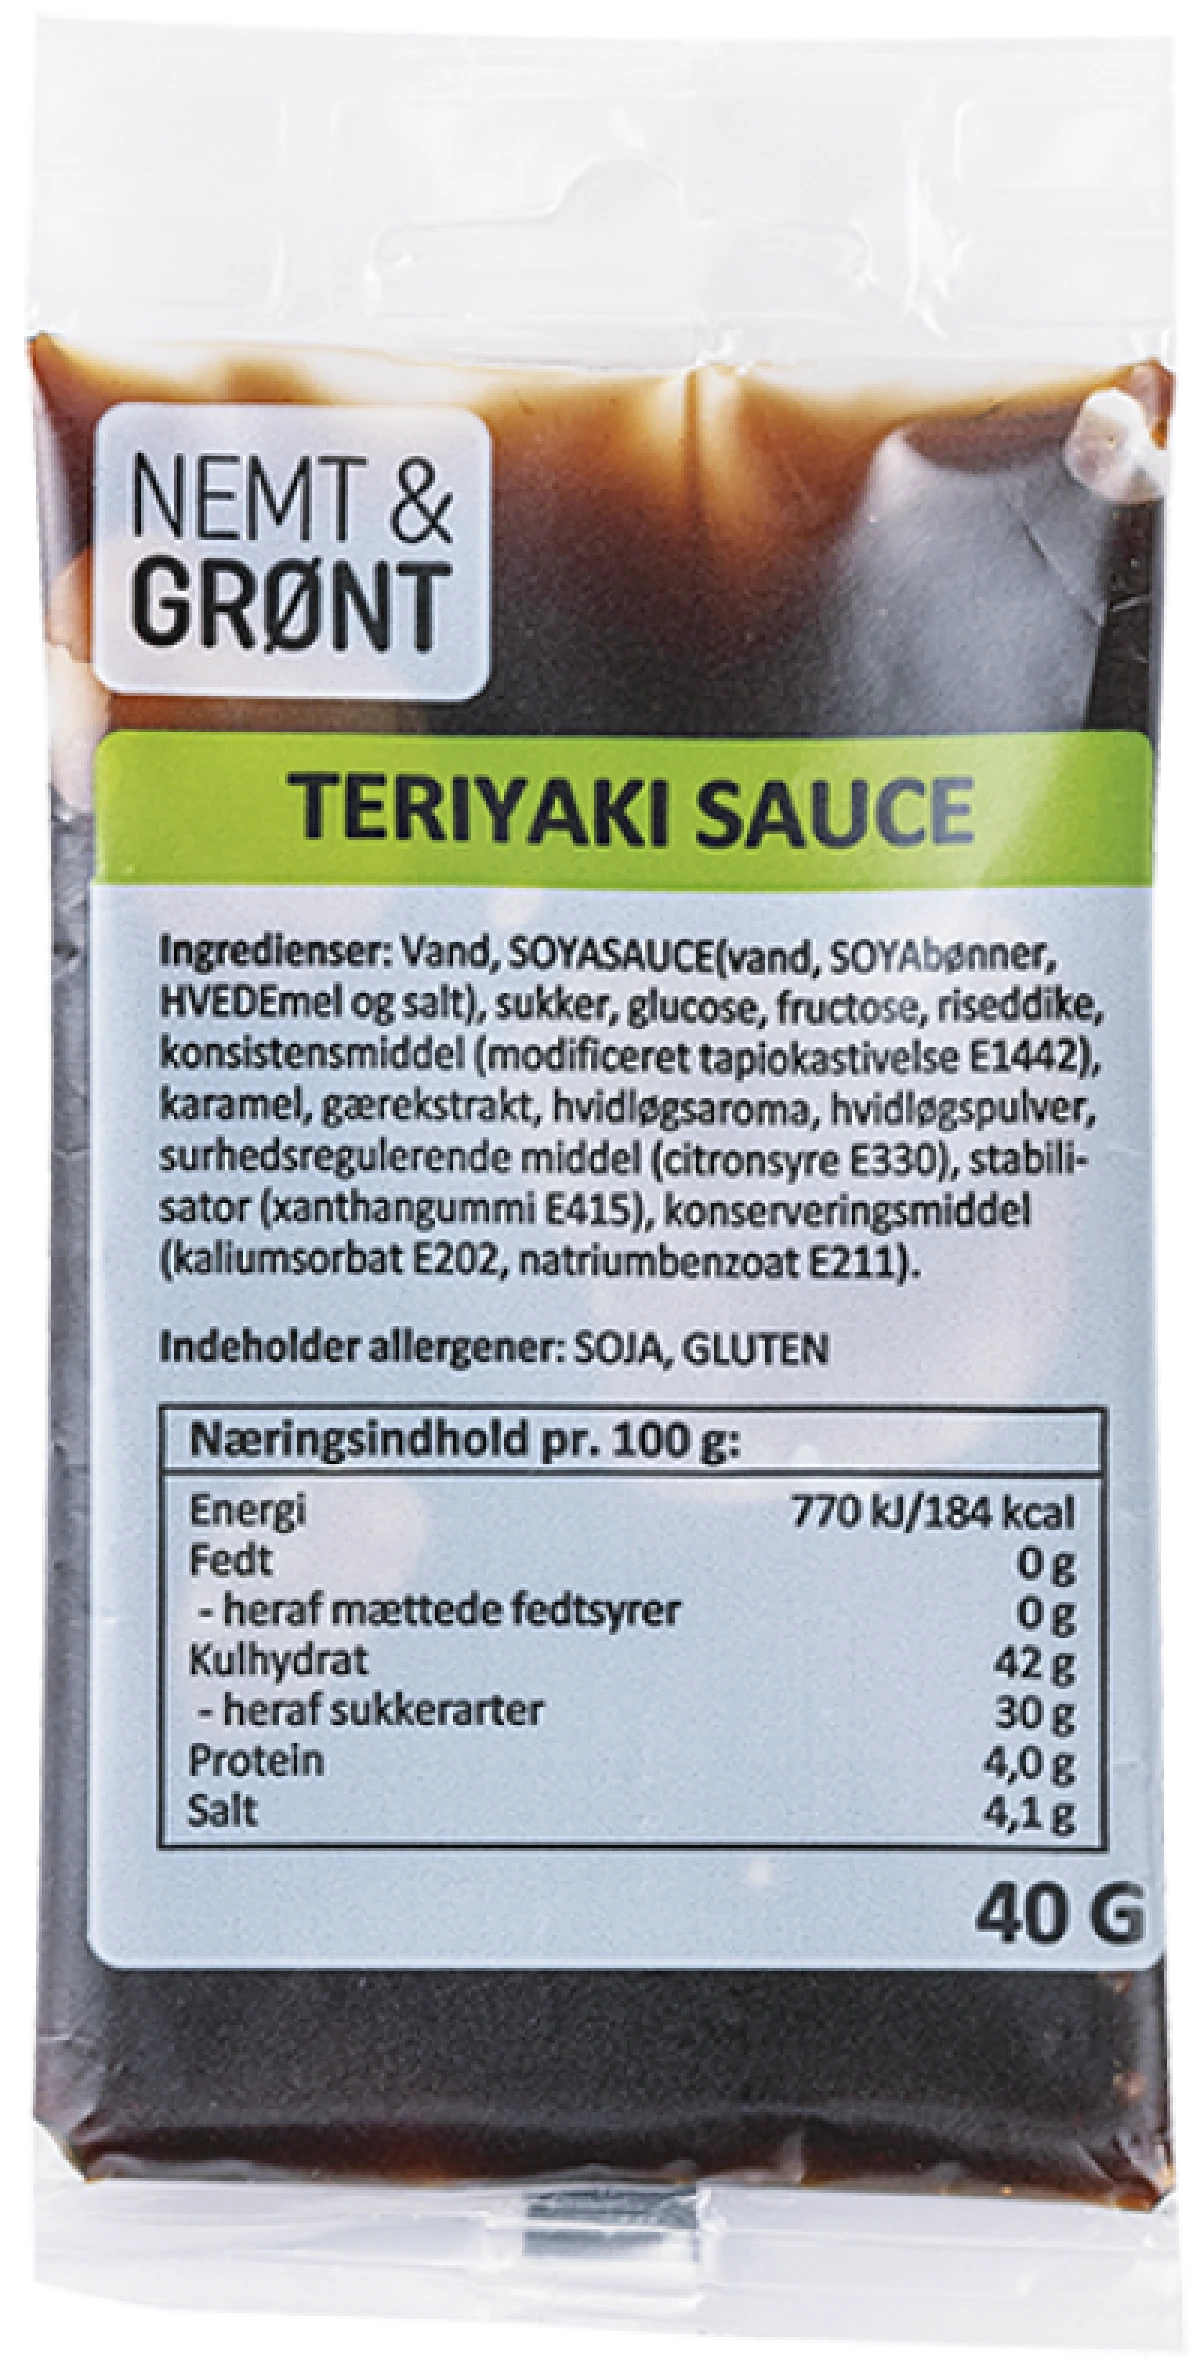 NEMT &
GRØNT
TERIYAKI SAUCE
Ingredienser: Vand, SOYASAUCE(vand, SOYAbønner,
HVEDEmel og salt), sukker, glucose, fructose, riseddike,
konsistensmiddel (modificeret tapiokastivelse E1442),
karamel, gærekstrakt, hvidløgsaroma, hvidløgspulver,
surhedsregulerende middel (citronsyre E330), stabili-
sator (xanthangummi E415), konserveringsmiddel
(kaliumsorbat E202, natriumbenzoat E211).
Indeholder allergener: SOJA, GLUTEN
Næringsindhold pr. 100 g:
Energi 770 kJ/184 kcal
Fedt 0 g
- heraf mættede fedtsyrer 0 g
Kulhydrat 42 g
- heraf sukkerarter 30 g
Protein 4,0 g
Salt 4,1 g
40 G